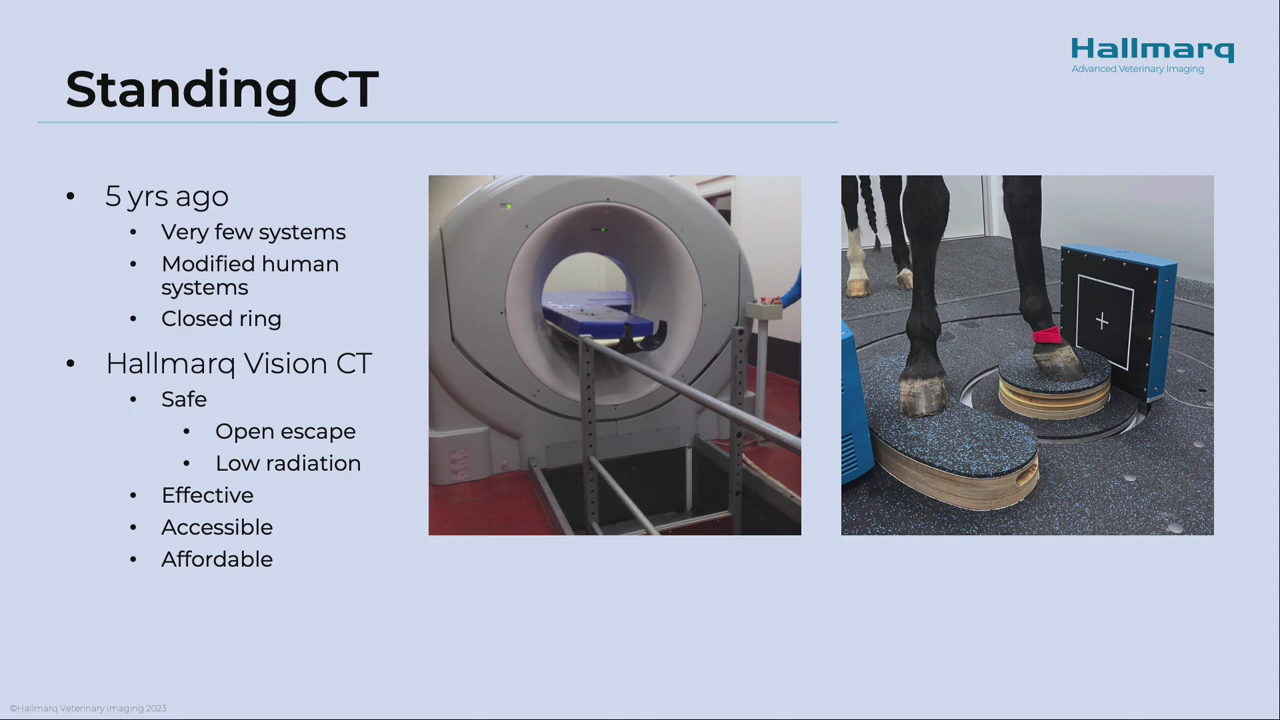 Hallmarq
Advanced Veterinary Imaging
Standing CT
• 5 yrs ago
• Very few systems
• Modified human
systems
• Closed ring
• Hallmarq Vision CT
• Safe
• Open escape
• Low radiation
• Effective
• Accessible
• Affordable
©Hallmarq Veterinary Imaging 2023